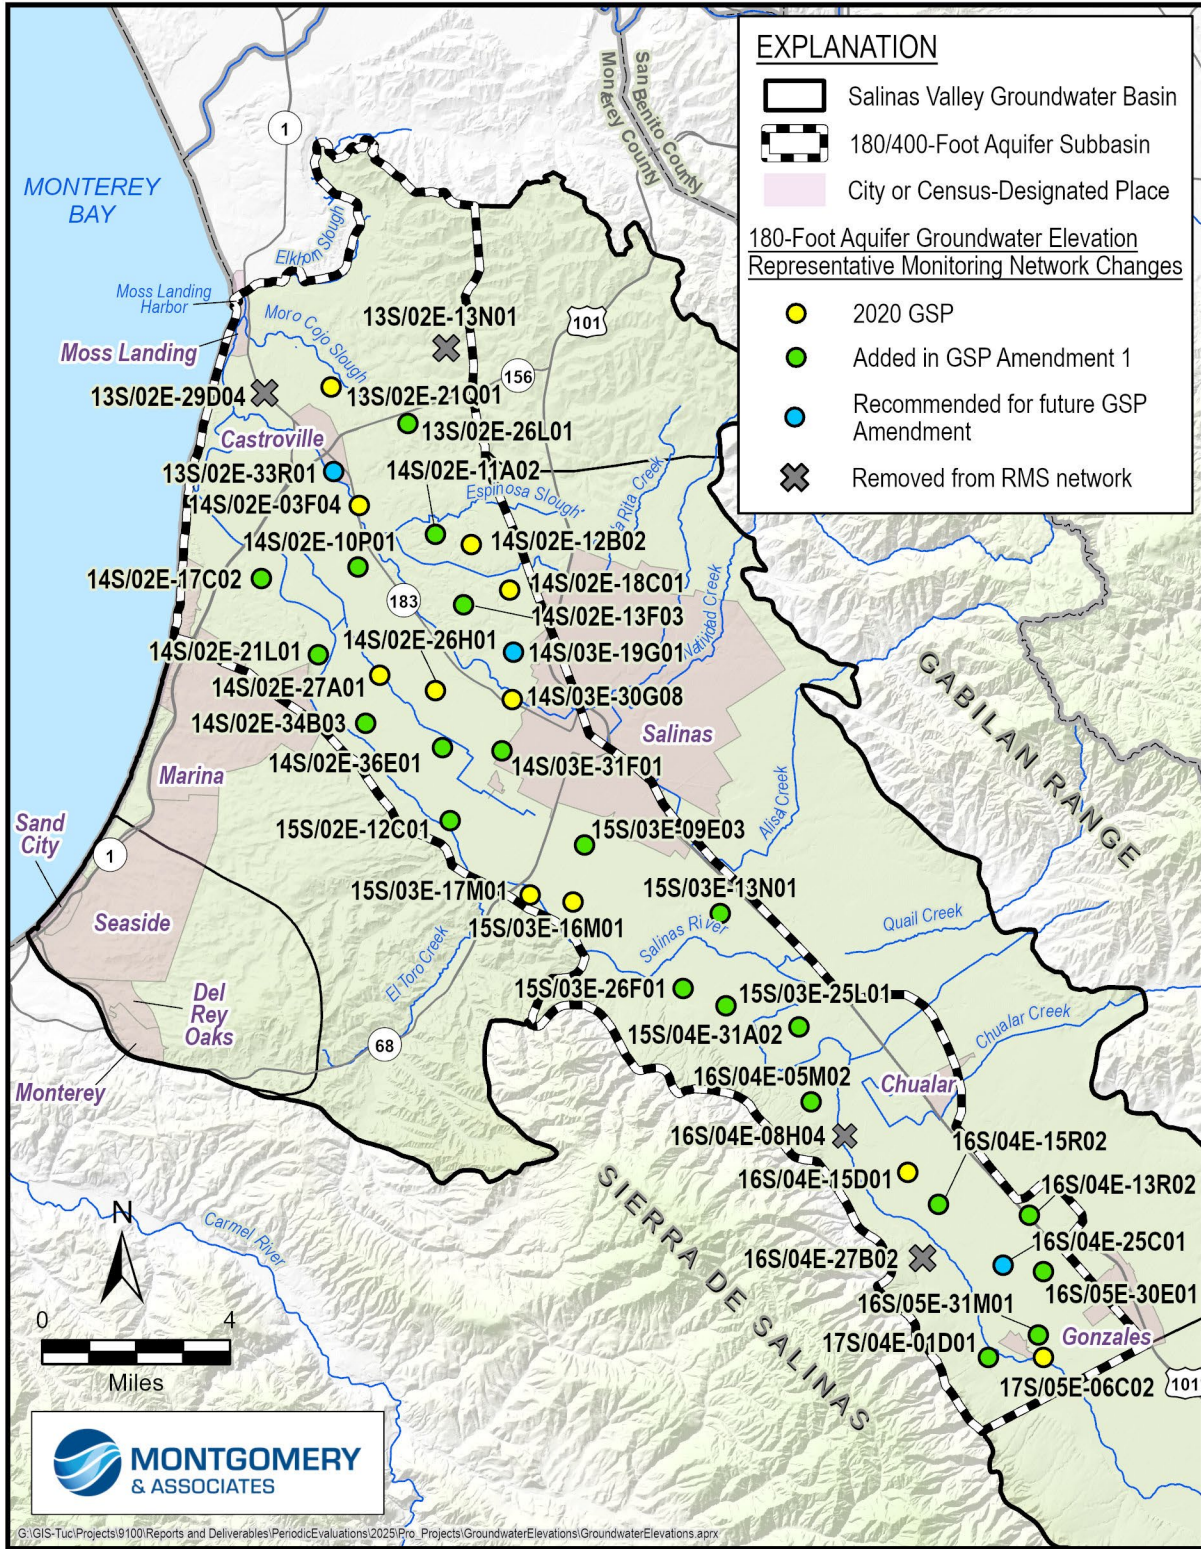 EXPLANATION
Salinas Valley Groundwater Basin
180/400-Foot Aquifer Subbasin
City or Census-Designated Place
180-Foot Aquifer Groundwater Elevation
Representative Monitoring Network Changes
2020 GSP
Added in GSP Amendment 1
Recommended for future GSP
Amendment
Removed from RMS network
San Benito County
Monterey County
1
MONTEREY
BAY
Elkhorn Slough
Moss Landing
Harbor
Moro Cojo Slough
13S/02E-13N01
101
Moss Landing
156
13S/02E-29D04
13S/02E-21Q01
13S/02E-26L01
Castroville
13S/02E-33R01
14S/02E-11A02
14S/02E-03F04
Espinosa Slough
Rita Creek
14S/02E-10P01
14S/02E-12B02
14S/02E-17C02
14S/02E-18C01
183
14S/02E-13F03
Natividad Creek
14S/02E-26H01
14S/02E-21L01
14S/03E-19G01
14S/02E-27A01
14S/03E-30G08
14S/02E-34B03
Salinas
14S/02E-36E01
14S/03E-31F01
Marina
GABILAN RANGE
Alisal Creek
Sand
City
15S/02E-12C01
15S/03E-09E03
1
15S/03E-17M01
15S/03E-13N01
Seaside
15S/03E-16M01
Quail Creek
Salinas River
El Toro Creek
15S/03E-26F01
15S/03E-25L01
Del
Rey
Oaks
15S/04E-31A02
Chualar Creek
68
16S/04E-05M02
Chualar
Monterey
16S/04E-08H04
16S/04E-15R02
16S/04E-15D01
16S/04E-13R02
SIERRA DE SALINAS
N
Carmel River
16S/04E-25C01
16S/04E-27B02
16S/05E-30E01
16S/05E-31M01
0 4
Miles
17S/04E-01D01
Gonzales
17S/05E-06C02
101
MONTGOMERY
& ASSOCIATES
G:\GIS-Tuc\Projects\9100\Reports and Deliverables\PeriodicEvaluations\2025\Pro_Projects\GroundwaterElevations\GroundwaterElevations.aprx